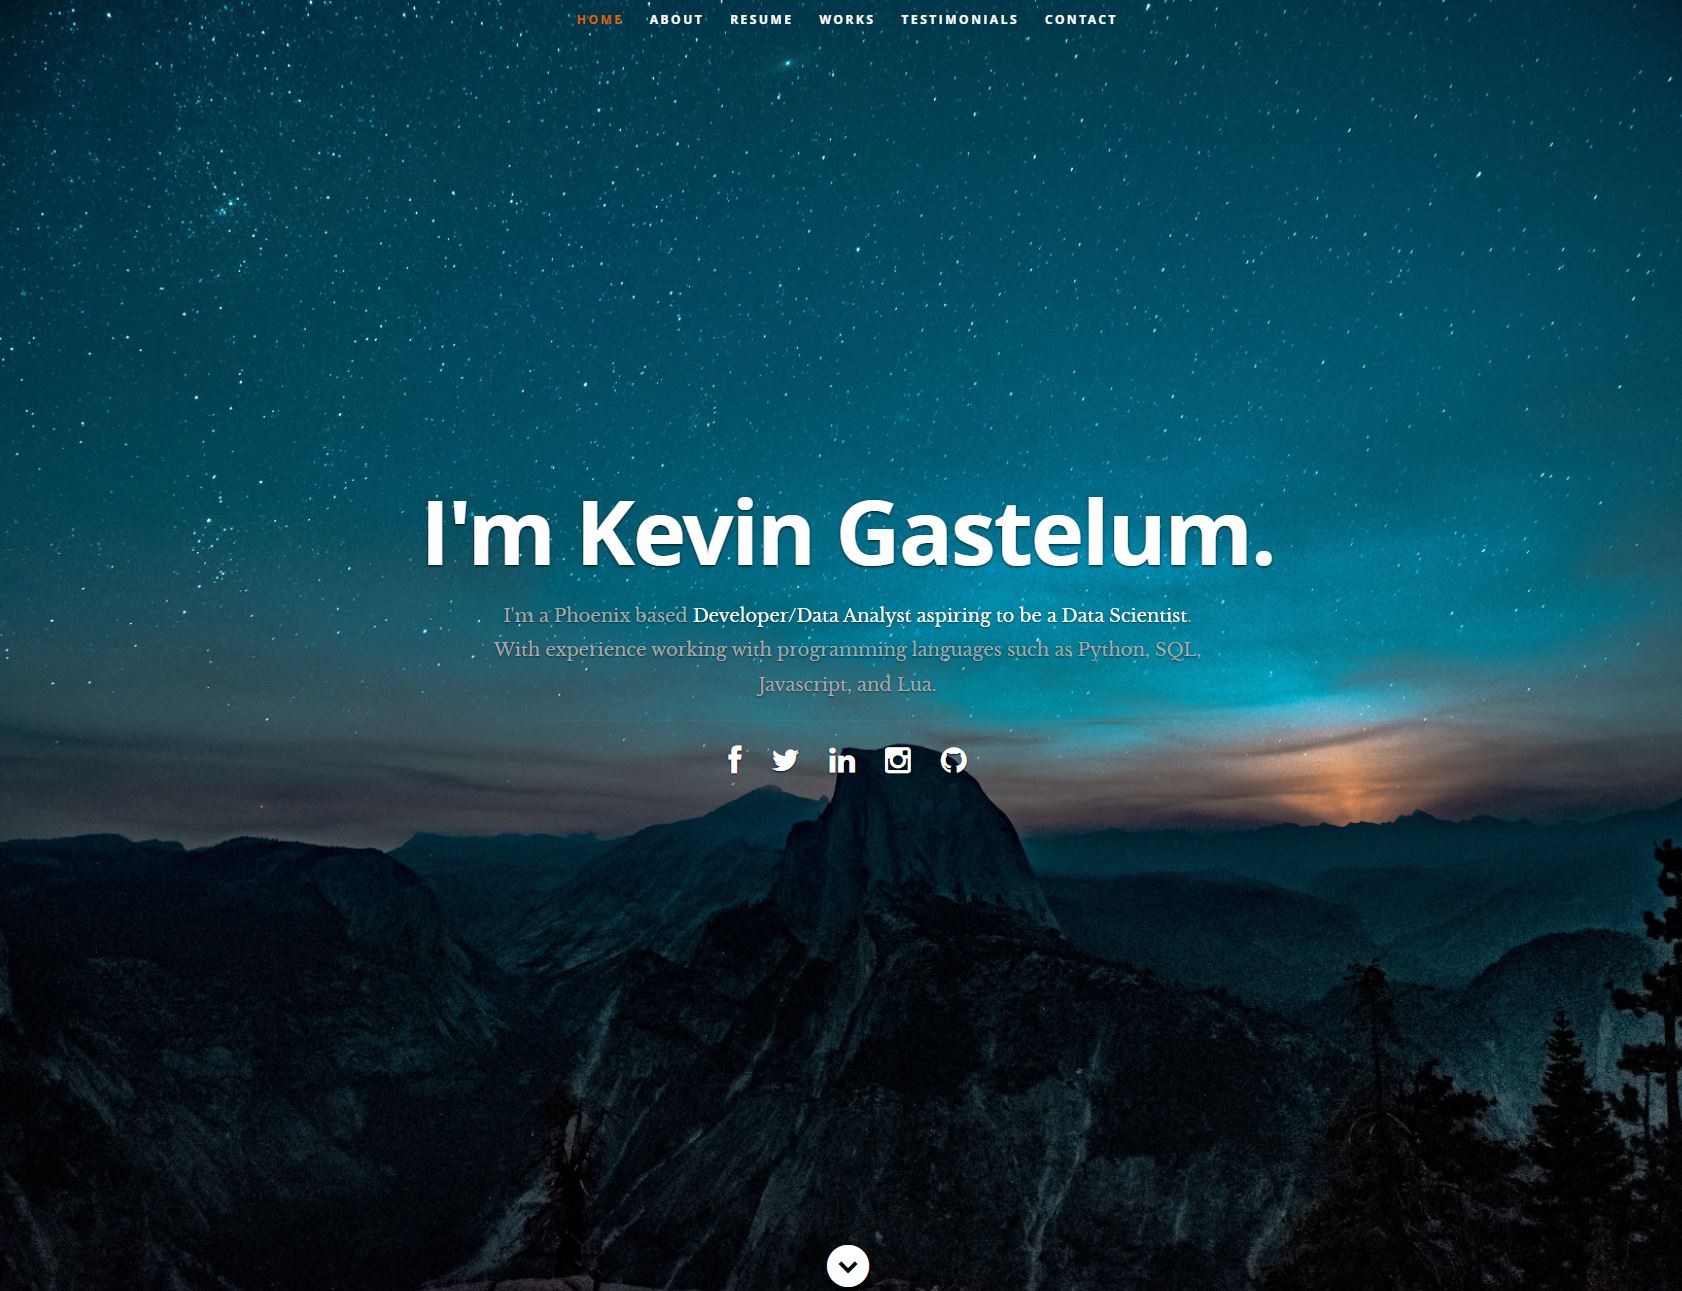 HOME ABOUT RESUME WORKS TESTIMONIALS CONTACT
I'm Kevin Gastelum.
I'm a Phoenix based Developer/Data Analyst aspiring to be a Data Scientist.
With experience working with programming languages such as Python, SQL,
Javascript, and Lua.